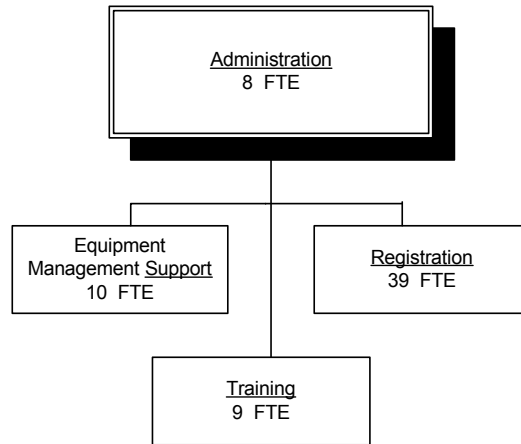 Administration
8 FTE
Equipment
Management Support
10 FTE
Registration
39 FTE
Training
9 FTE